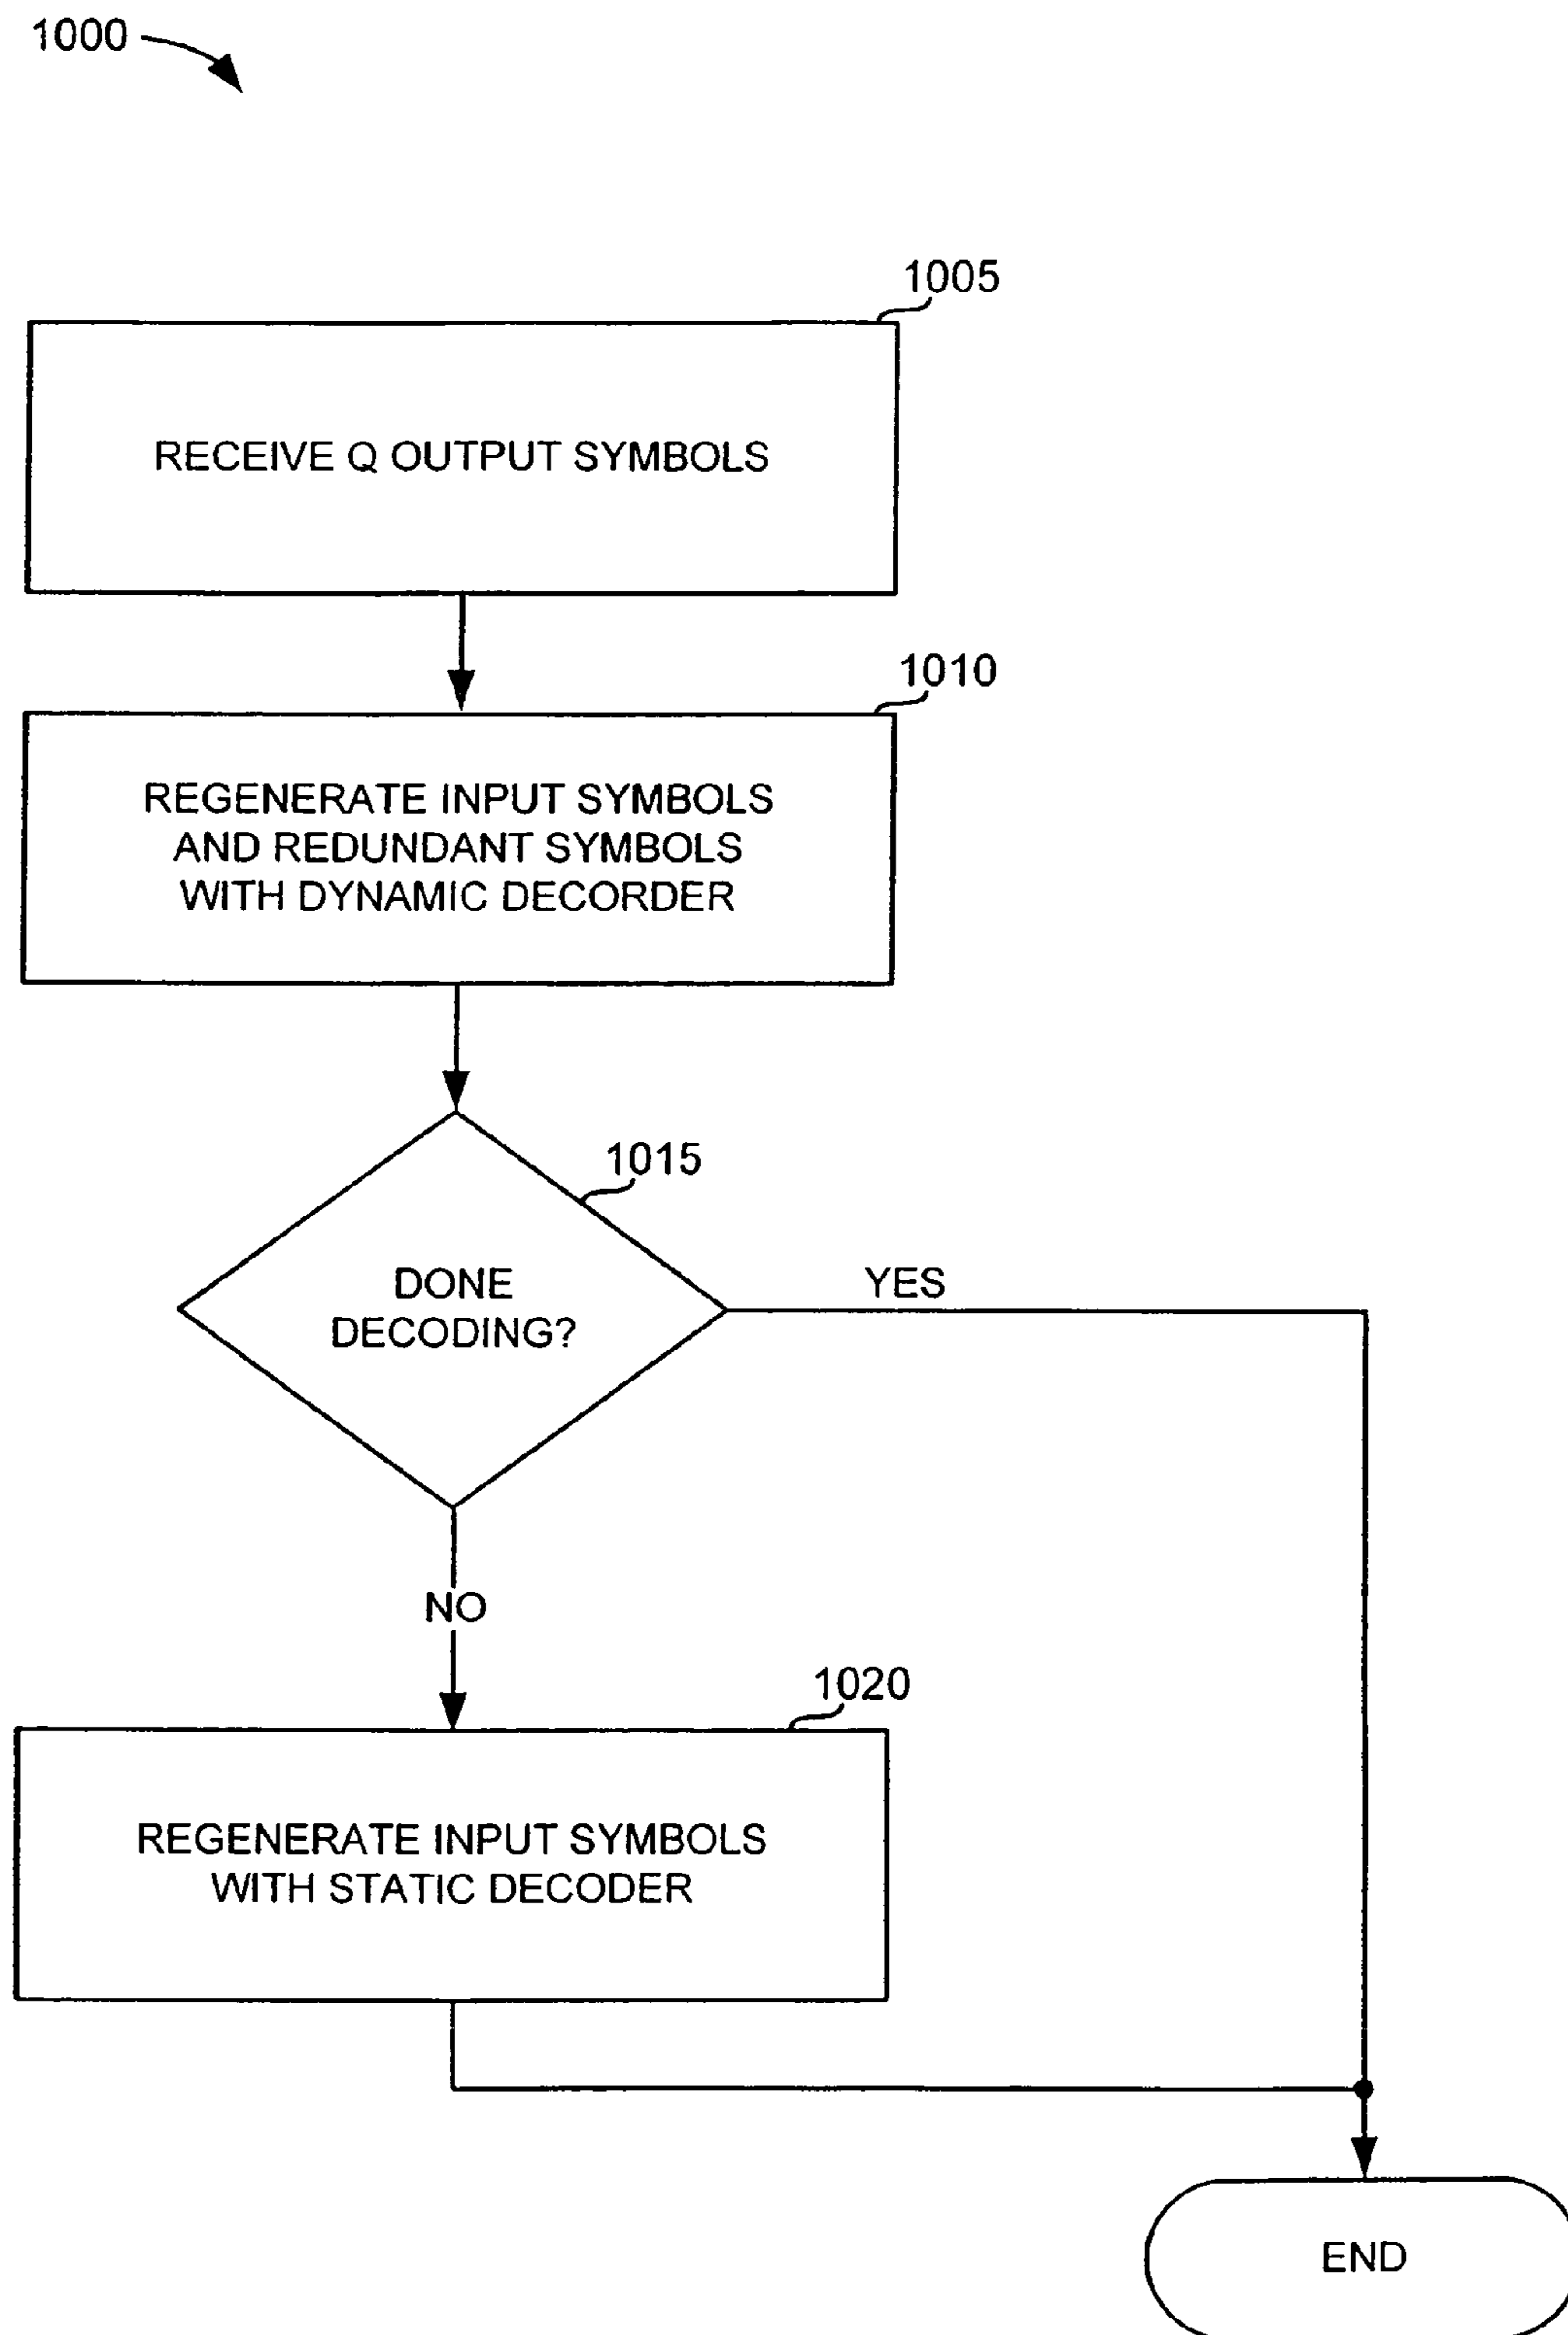 1000
1005
RECEIVE Q OUTPUT SYMBOLS
1010
REGENERATE INPUT SYMBOLS
AND REDUNDANT SYMBOLS
WITH DYNAMIC DECORDER
1015
DONE
DECODING?
YES
NO
1020
REGENERATE INPUT SYMBOLS
WITH STATIC DECODER
END